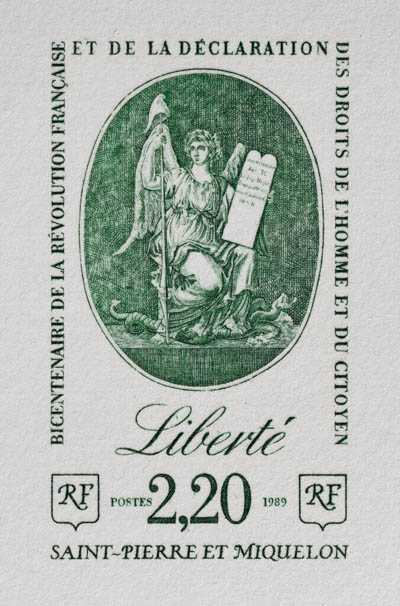 BICENTENAIRE DE LA RÉVOLUTION FRANÇAISE
ET DE LA DÉCLARATION
DES DROITS DE L'HOMME ET DU CITOYEN
Liberté
RF POSTES 2,20 1989 RF
SAINT-PIERRE ET MIQUELON